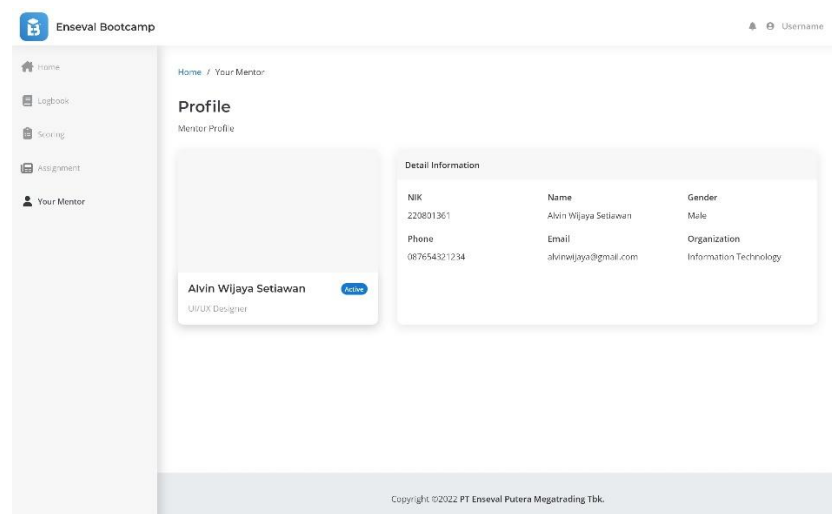 Enseval Bootcamp
Username
Home
Logbook
Scoring
Assignment
Your Mentor
Home / Your Mentor
Profile
Mentor Profile
Alvin Wijaya Setiawan
Active
UI/UX Designer
Detail Information
NIK Name Gender
220801361 Alvin Wijaya Setiawan Male
Phone Email Organization
087654321234 alvinwijaya@gmail.com Information Technology
Copyright ©2022 PT Enseval Putera Megatrading Tbk.